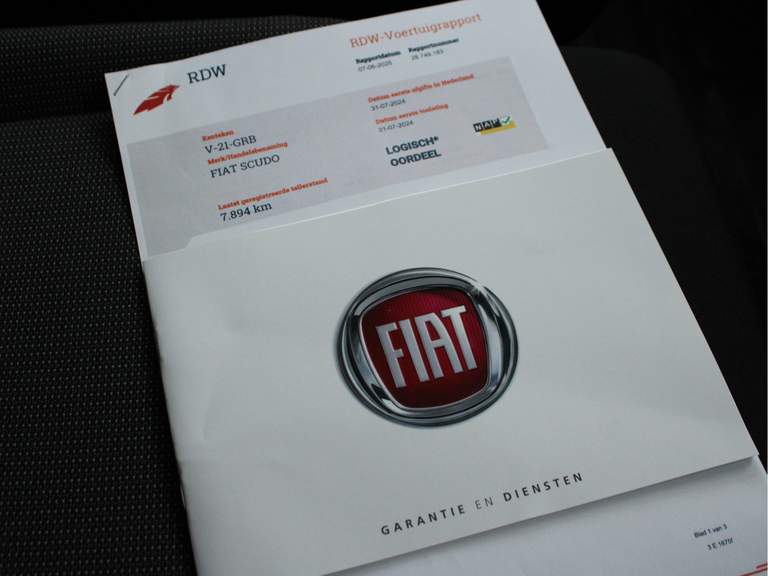 RDW
RDW-Voertuigrapport
Rapportdatum Rapportnummer
07-06-2025 28 749 183
Kenteken
V-21-GRB
Merk/Handelsbenaming
FIAT SCUDO
Laatst geregistreerde tellerstand
7.894 km
Datum eerste afgifte in Nederland
31-07-2024
Datum eerste toelating
31-07-2024
LOGISCH®
OORDEEL
NAP
FIAT
GARANTIE EN DIENSTEN
Blad 1 van 3